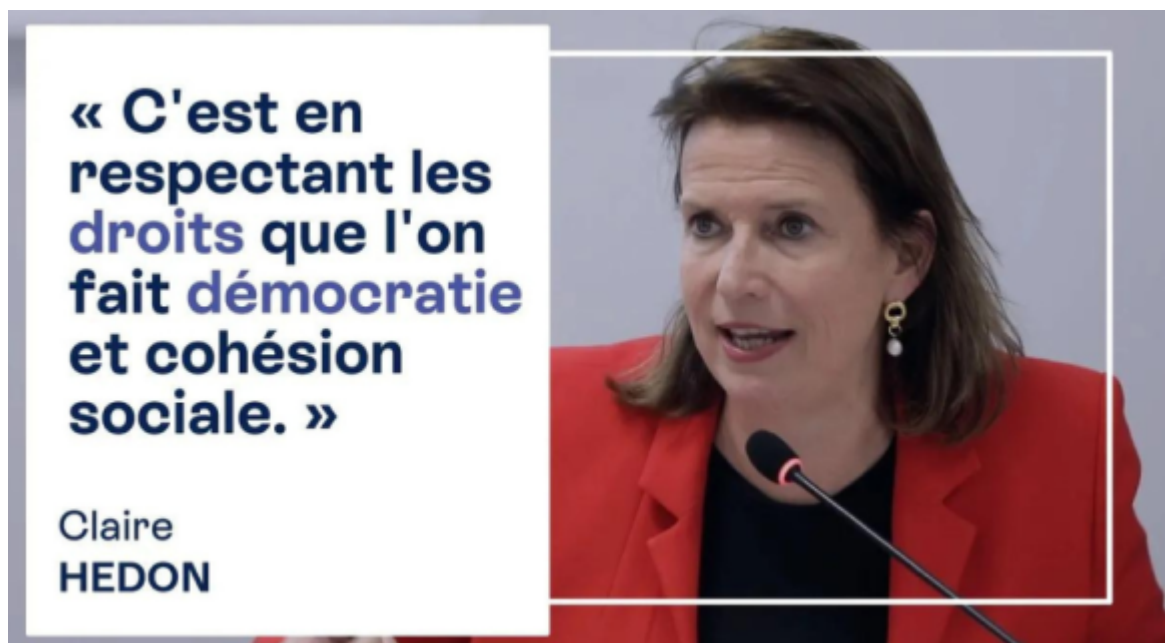 « C'est en
respectant les
droits que l'on
fait démocratie
et cohésion
sociale. »
Claire
HEDON